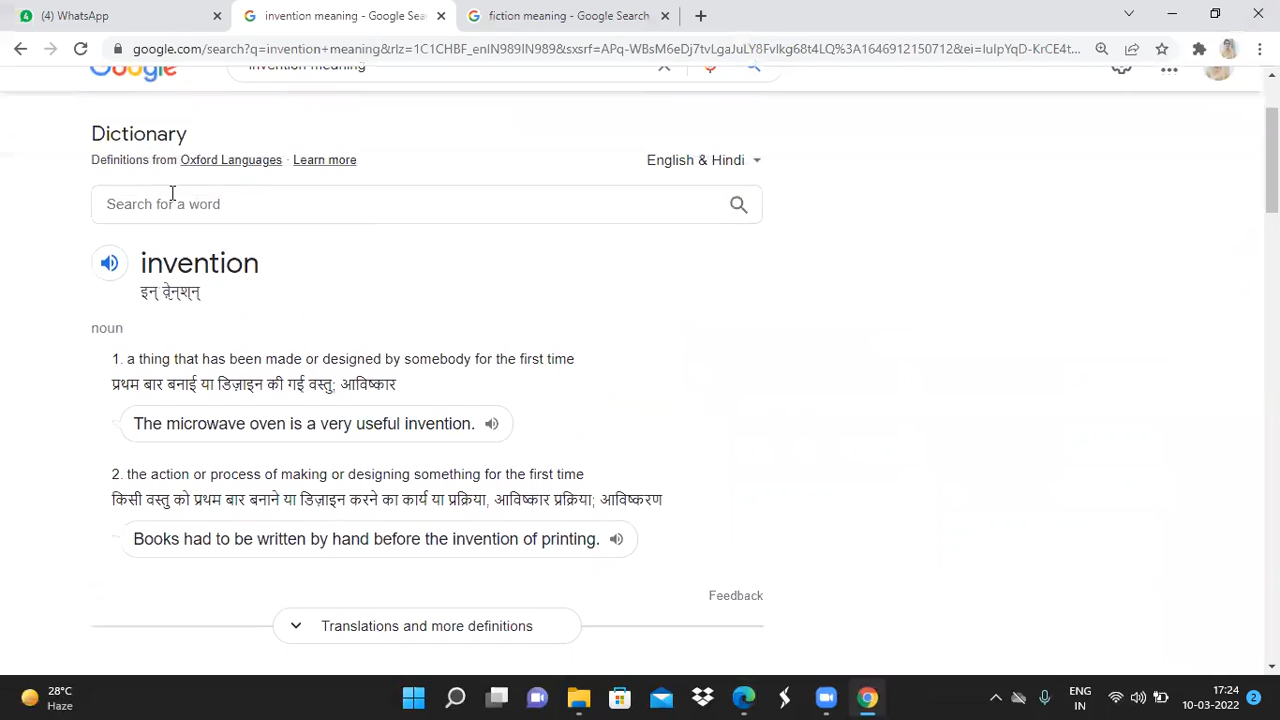 (4) WhatsApp
invention meaning - Google Sea
fiction meaning - Google Search
google.com/search?q=invention+meaning&rlz=1C1CHBF_enIN989IN989&sxsrf=APq-WBsM6eDj7tvLgaJuLY8Fvlkg68t4LQ%3A1646912150712&ei=IuIpYqD-KrCE4t...
Google
invention meaning
Dictionary
Definitions from Oxford Languages · Learn more
English & Hindi
Search for a word
invention
इन् व़े़न्श्न्
noun
1. a thing that has been made or designed by somebody for the first time
प्रथम बार बनाई या डिज़ाइन की गई वस्तु; आविष्कार
The microwave oven is a very useful invention.
2. the action or process of making or designing something for the first time
किसी वस्तु को प्रथम बार बनाने या डिज़ाइन करने का कार्य या प्रक्रिया, आविष्कार प्रक्रिया; आविष्करण
Books had to be written by hand before the invention of printing.
Feedback
Translations and more definitions
28°C
Haze
ENG
IN
17:24
10-03-2022
2